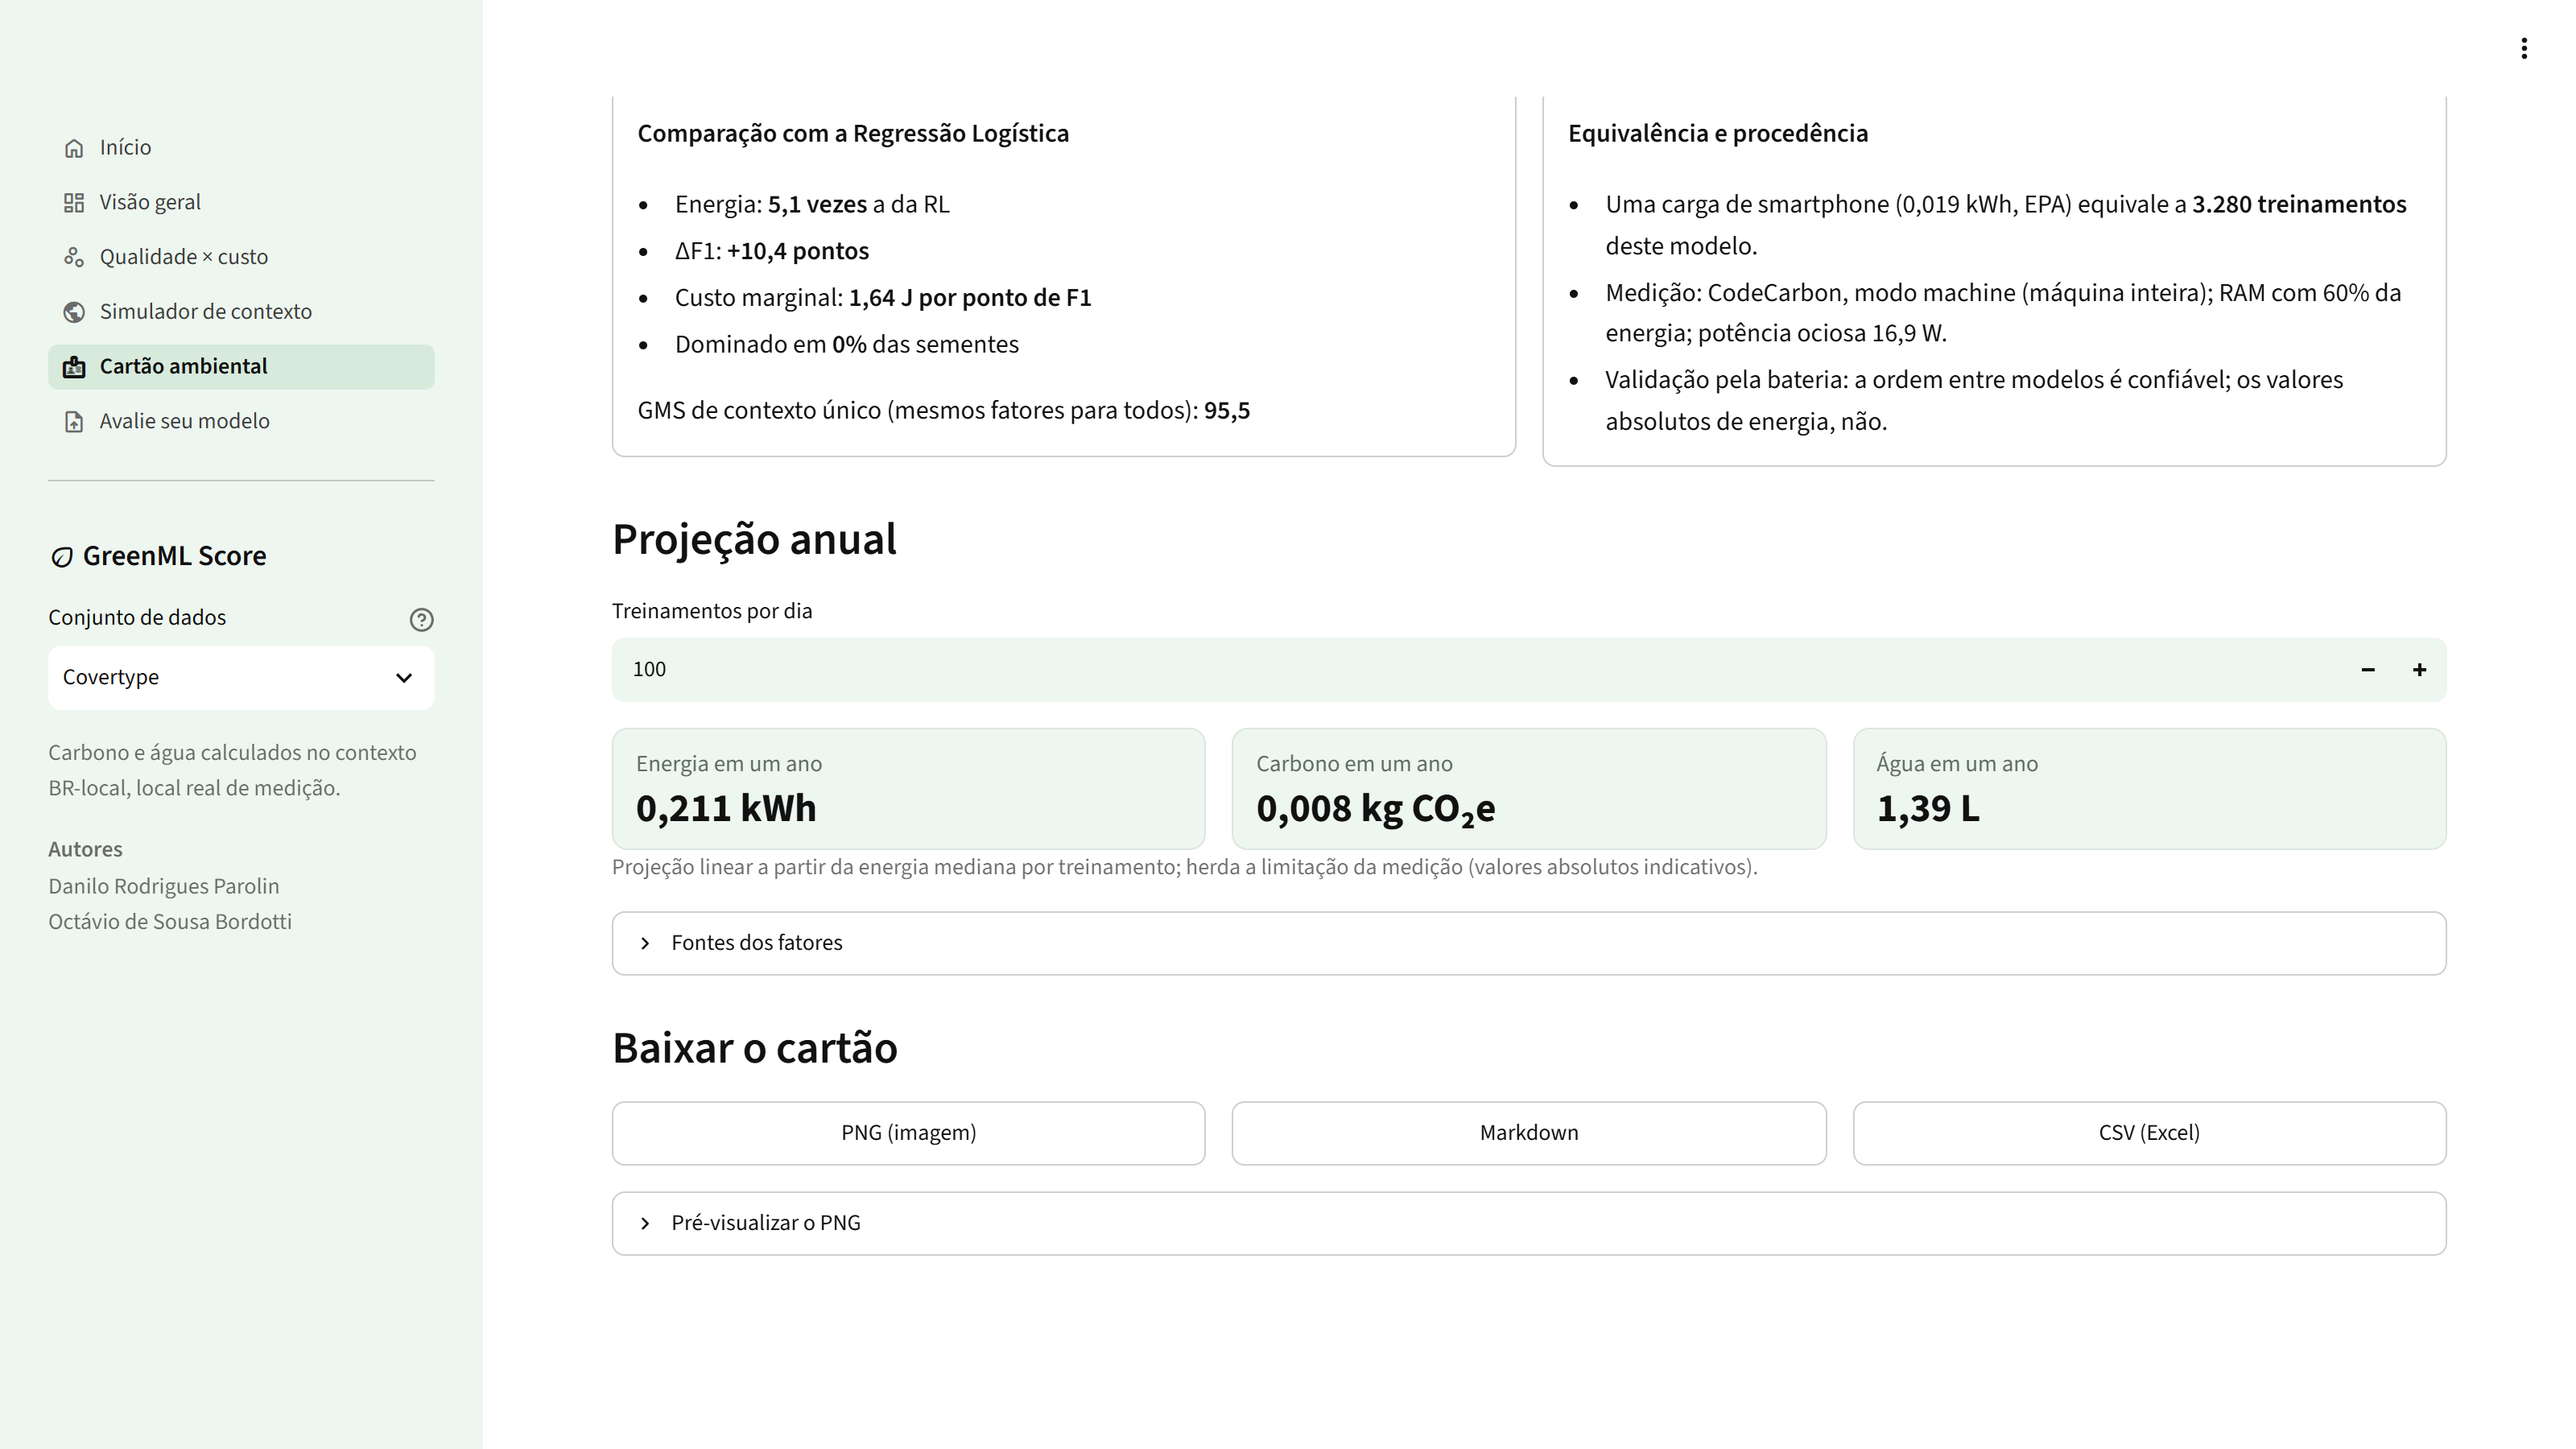 Início
Visão geral
Qualidade × custo
Simulador de contexto
Cartão ambiental
Avalie seu modelo
GreenML Score
Conjunto de dados
Covertype
Carbono e água calculados no contexto
BR-local, local real de medição.
Autores
Danilo Rodrigues Parolin
Octávio de Sousa Bordotti
Comparação com a Regressão Logística
• Energia: 5,1 vezes a da RL
• ΔF1: +10,4 pontos
• Custo marginal: 1,64 J por ponto de F1
• Dominado em 0% das sementes
GMS de contexto único (mesmos fatores para todos): 95,5
Equivalência e procedência
• Uma carga de smartphone (0,019 kWh, EPA) equivale a 3.280 treinamentos
deste modelo.
• Medição: CodeCarbon, modo machine (máquina inteira); RAM com 60% da
energia; potência ociosa 16,9 W.
• Validação pela bateria: a ordem entre modelos é confiável; os valores
absolutos de energia, não.
Projeção anual
Treinamentos por dia
100
Energia em um ano
0,211 kWh
Carbono em um ano
0,008 kg CO₂e
Água em um ano
1,39 L
Projeção linear a partir da energia mediana por treinamento; herda a limitação da medição (valores absolutos indicativos).
Fontes dos fatores
Baixar o cartão
PNG (imagem)
Markdown
CSV (Excel)
Pré-visualizar o PNG